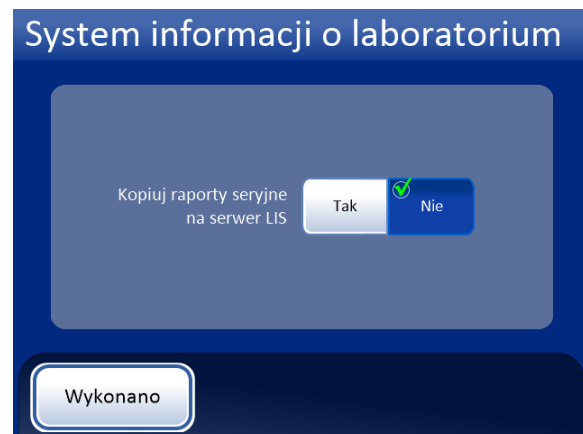 System informacji o laboratorium
Kopiuj raporty seryjne
na serwer LIS
Tak
Nie
Wykonano